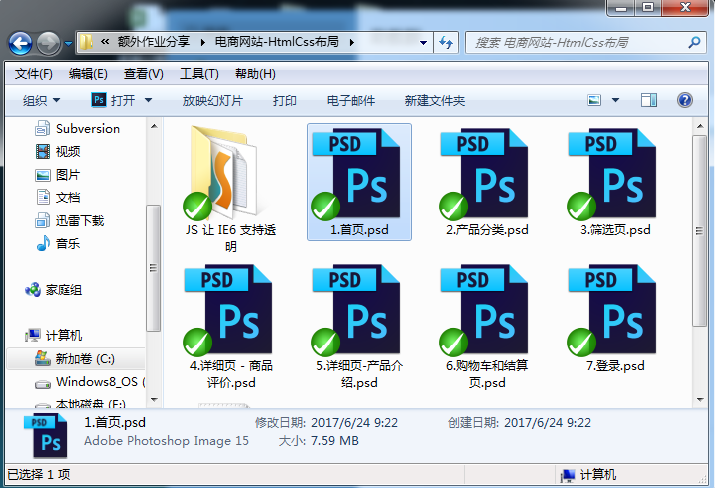 « 额外作业分享 ▸ 电商网站-HtmlCss布局 ▸
搜索 电商网站-HtmlCss布局
文件(F) 编辑(E) 查看(V) 工具(T) 帮助(H)
组织 Ps 打开 放映幻灯片 打印 电子邮件 新建文件夹
Subversion
视频
图片
文档
迅雷下载
音乐
家庭组
计算机
新加卷 (C:)
Windows8_OS (
本地磁盘 (E:)
JS 让 IE6 支持透
明
PSD
Ps
1.首页.psd
PSD
Ps
2.产品分类.psd
PSD
Ps
3.筛选页.psd
PSD
Ps
4.详细页 - 商品
评价.psd
PSD
Ps
5.详细页-产品介
绍.psd
PSD
Ps
6.购物车和结算
页.psd
PSD
Ps
7.登录.psd
PSD
Ps
1.首页.psd 修改日期: 2017/6/24 9:22 创建日期: 2017/6/24 9:22
Adobe Photoshop Image 15 大小: 7.59 MB
已选择 1 项 计算机